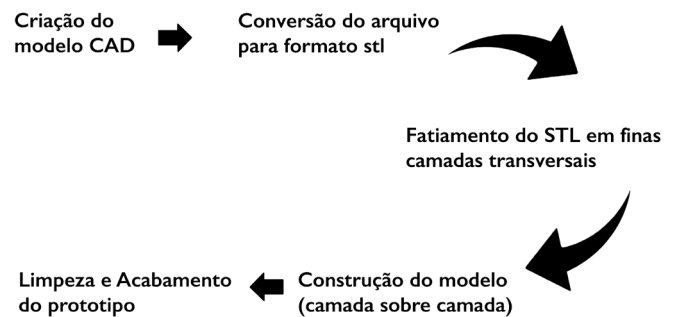 Criação do
modelo CAD
Conversão do arquivo
para formato stl
Fatiamento do STL em finas
camadas transversais
Construção do modelo
(camada sobre camada)
Limpeza e Acabamento
do prototipo